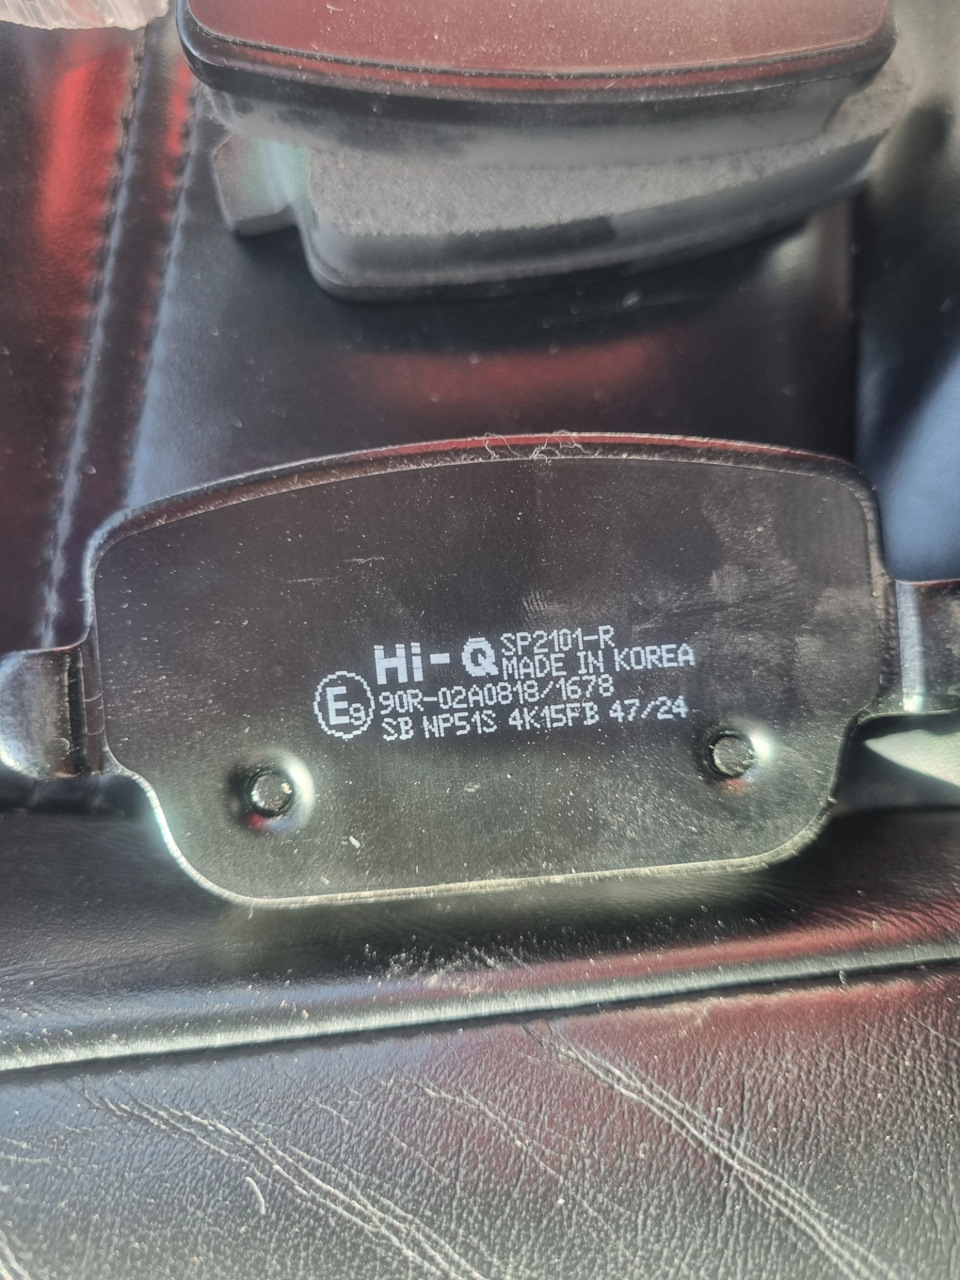 Hi-Q SP2101-R
MADE IN KOREA
E9 90R-02A0818/1678
SB NP51S 4K15FB 47/24